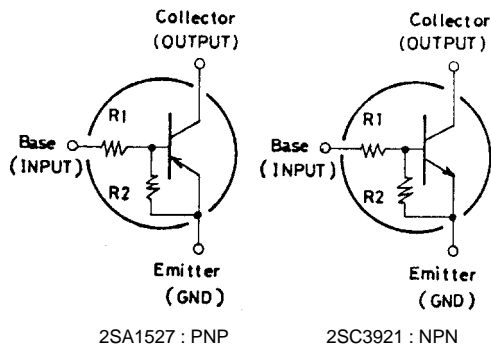 Collector
(OUTPUT)
R1
Base
(INPUT)
R2
Emitter
(GND)
2SA1527 : PNP
Collector
(OUTPUT)
R1
Base
(INPUT)
R2
Emitter
(GND)
2SC3921 : NPN